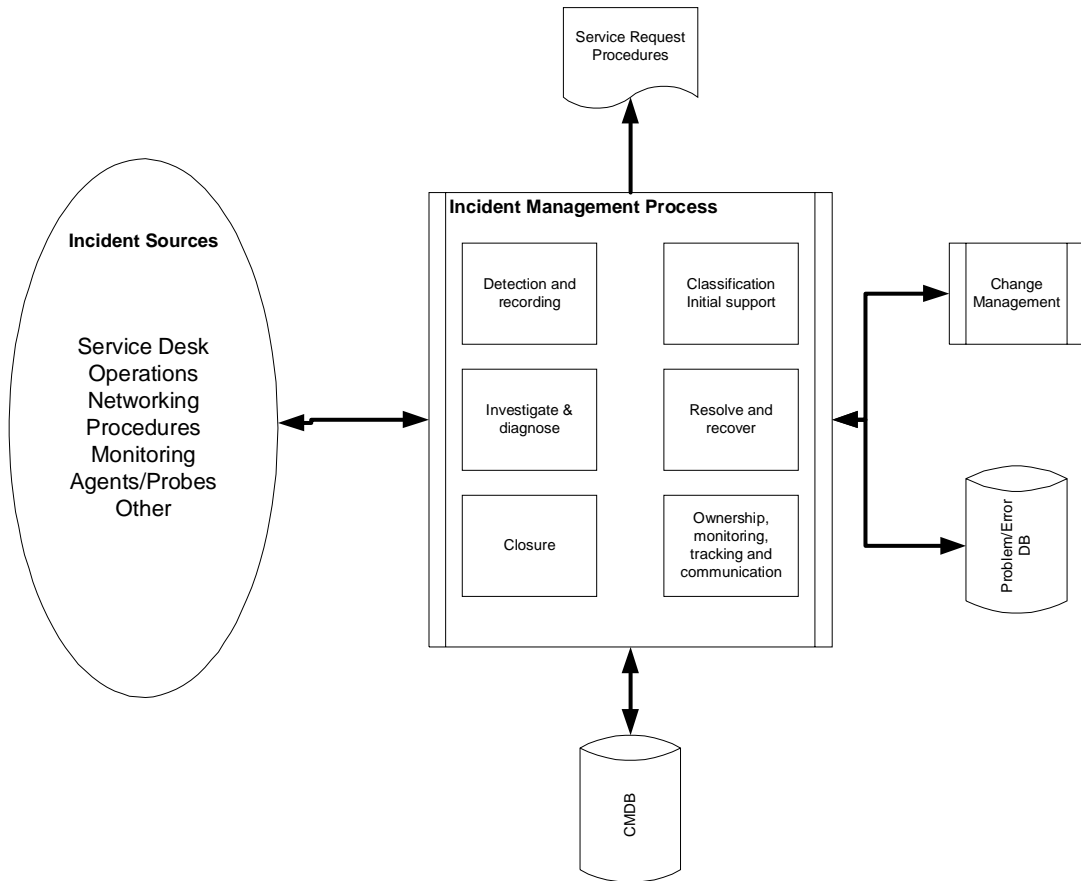 Service Request
Procedures
Incident Management Process
Incident Sources
Detection and
recording
Classification
Initial support
Change
Management
Service Desk
Operations
Networking
Procedures
Monitoring
Agents/Probes
Other
Investigate &
diagnose
Resolve and
recover
Closure
Ownership,
monitoring,
tracking and
communication
Problem/Error
DB
CMDB